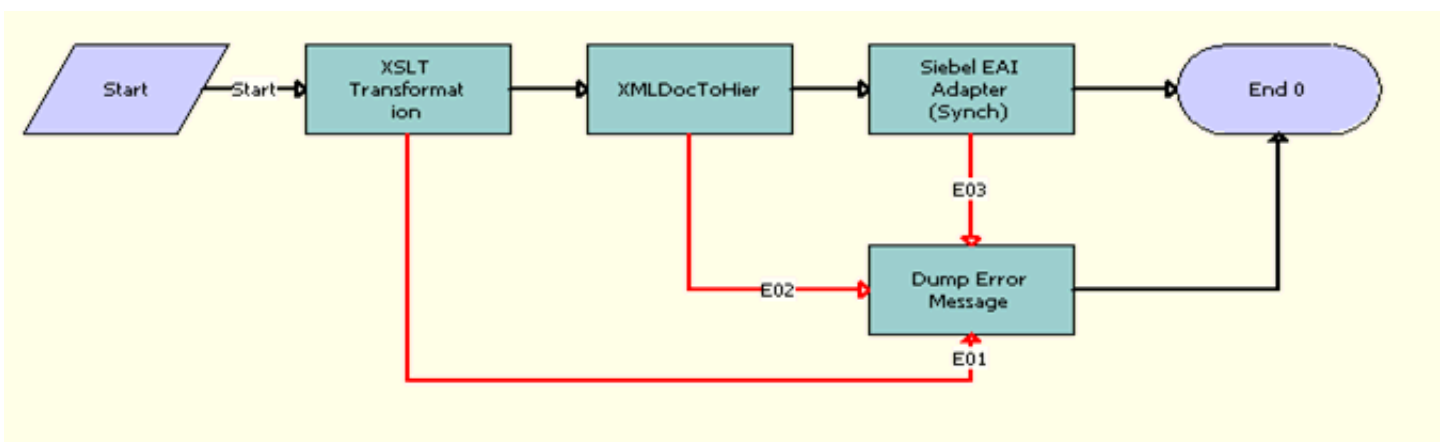 Start
Start
XSLT
Transformat
ion
XMLDocToHier
Siebel EAI
Adapter
(Synch)
End 0
E03
Dump Error
Message
E02
E01